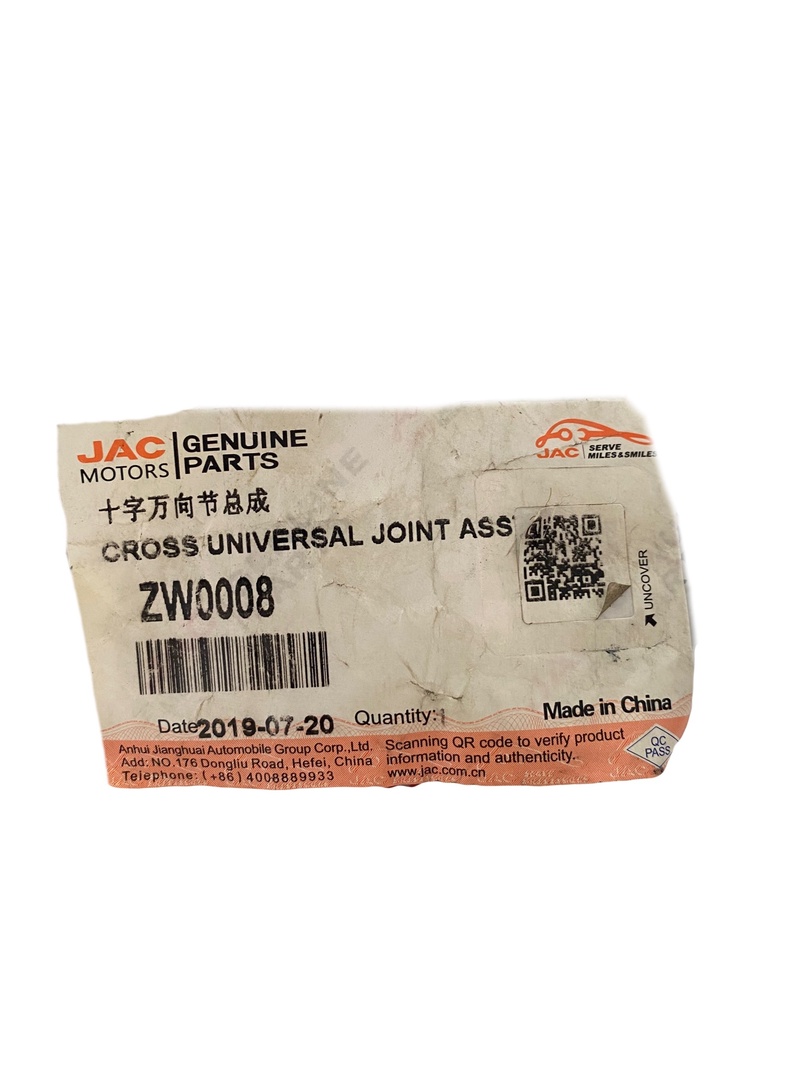 JAC MOTORS
GENUINE PARTS
JAC
SERVE MILES&SMILES
十字万向节总成
CROSS UNIVERSAL JOINT ASS
UNCOVER
ZW0008
Date2019-07-20
Quantity:1
Made in China
Anhui Jianghuai Automobile Group Corp.,Ltd.
Add: NO.176 Dongliu Road, Hefei, China
Telephone: (+86) 4008889933
Scanning QR code to verify product
information and authenticity.
www.jac.com.cn
QC
PASS